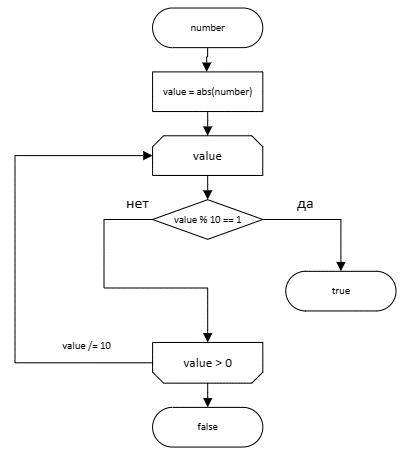 number
value = abs(number)
value
нет
да
value % 10 == 1
true
value /= 10
value > 0
false